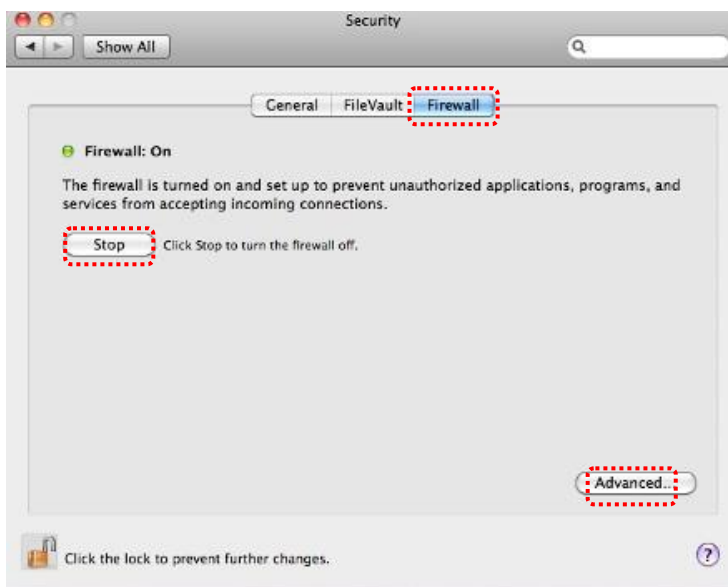 Security
Show All
General FileVault Firewall
Firewall: On
The firewall is turned on and set up to prevent unauthorized applications, programs, and
services from accepting incoming connections.
Stop Click Stop to turn the firewall off.
Advanced...
Click the lock to prevent further changes.
?